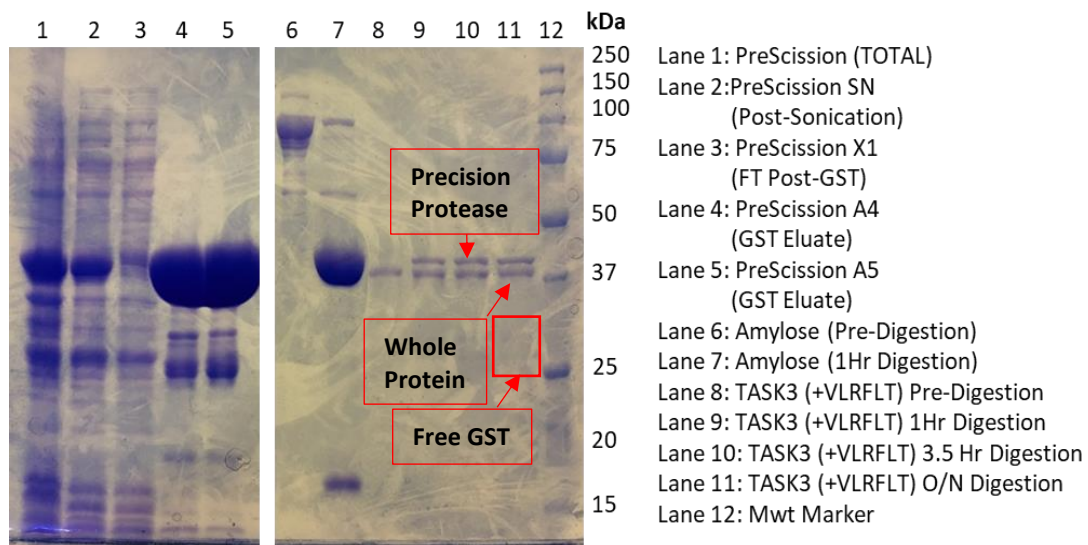 1 2 3 4 5 6 7 8 9 10 11 12 kDa
250
150
100
75
50
37
25
20
15
Precision
Protease
Whole
Protein
Free GST
Lane 1: PreScission (TOTAL)
Lane 2:PreScission SN
(Post-Sonication)
Lane 3: PreScission X1
(FT Post-GST)
Lane 4: PreScission A4
(GST Eluate)
Lane 5: PreScission A5
(GST Eluate)
Lane 6: Amylose (Pre-Digestion)
Lane 7: Amylose (1Hr Digestion)
Lane 8: TASK3 (+VLRFLT) Pre-Digestion
Lane 9: TASK3 (+VLRFLT) 1Hr Digestion
Lane 10: TASK3 (+VLRFLT) 3.5 Hr Digestion
Lane 11: TASK3 (+VLRFLT) O/N Digestion
Lane 12: Mwt Marker